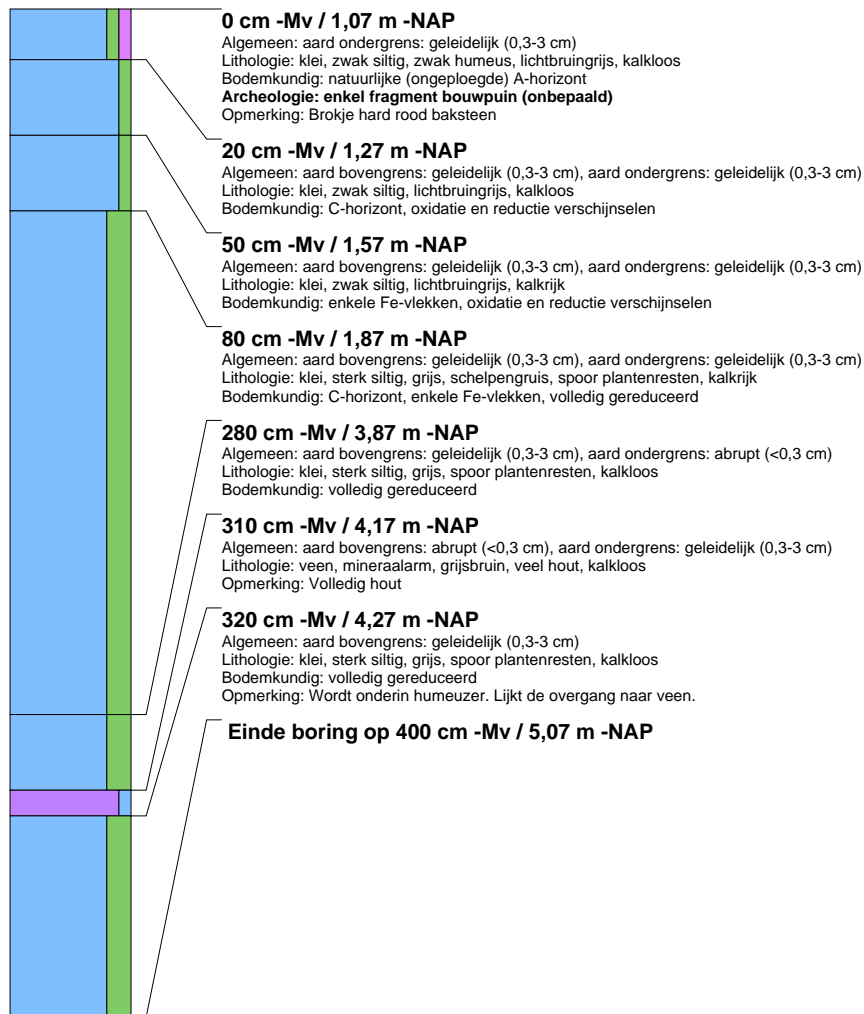 0 cm -Mv / 1,07 m -NAP
Algemeen: aard ondergrens: geleidelijk (0,3-3 cm)
Lithologie: klei, zwak siltig, zwak humeus, lichtbruingrijs, kalkloos
Bodemkundig: natuurlijke (ongeploegde) A-horizont
Archeologie: enkel fragment bouwpuin (onbepaald)
Opmerking: Brokje hard rood baksteen
20 cm -Mv / 1,27 m -NAP
Algemeen: aard bovengrens: geleidelijk (0,3-3 cm), aard ondergrens: geleidelijk (0,3-3 cm)
Lithologie: klei, zwak siltig, lichtbruingrijs, kalkloos
Bodemkundig: C-horizont, oxidatie en reductie verschijnselen
50 cm -Mv / 1,57 m -NAP
Algemeen: aard bovengrens: geleidelijk (0,3-3 cm), aard ondergrens: geleidelijk (0,3-3 cm)
Lithologie: klei, zwak siltig, lichtbruingrijs, kalkrijk
Bodemkundig: enkele Fe-vlekken, oxidatie en reductie verschijnselen
80 cm -Mv / 1,87 m -NAP
Algemeen: aard bovengrens: geleidelijk (0,3-3 cm), aard ondergrens: geleidelijk (0,3-3 cm)
Lithologie: klei, sterk siltig, grijs, schelpengruis, spoor plantenresten, kalkrijk
Bodemkundig: C-horizont, enkele Fe-vlekken, volledig gereduceerd
280 cm -Mv / 3,87 m -NAP
Algemeen: aard bovengrens: geleidelijk (0,3-3 cm), aard ondergrens: abrupt (<0,3 cm)
Lithologie: klei, sterk siltig, grijs, spoor plantenresten, kalkloos
Bodemkundig: volledig gereduceerd
310 cm -Mv / 4,17 m -NAP
Algemeen: aard bovengrens: abrupt (<0,3 cm), aard ondergrens: geleidelijk (0,3-3 cm)
Lithologie: veen, mineraalarm, grijsbruin, veel hout, kalkloos
Opmerking: Volledig hout
320 cm -Mv / 4,27 m -NAP
Algemeen: aard bovengrens: geleidelijk (0,3-3 cm)
Lithologie: klei, sterk siltig, grijs, spoor plantenresten, kalkloos
Bodemkundig: volledig gereduceerd
Opmerking: Wordt onderin humeuzer. Lijkt de overgang naar veen.
Einde boring op 400 cm -Mv / 5,07 m -NAP